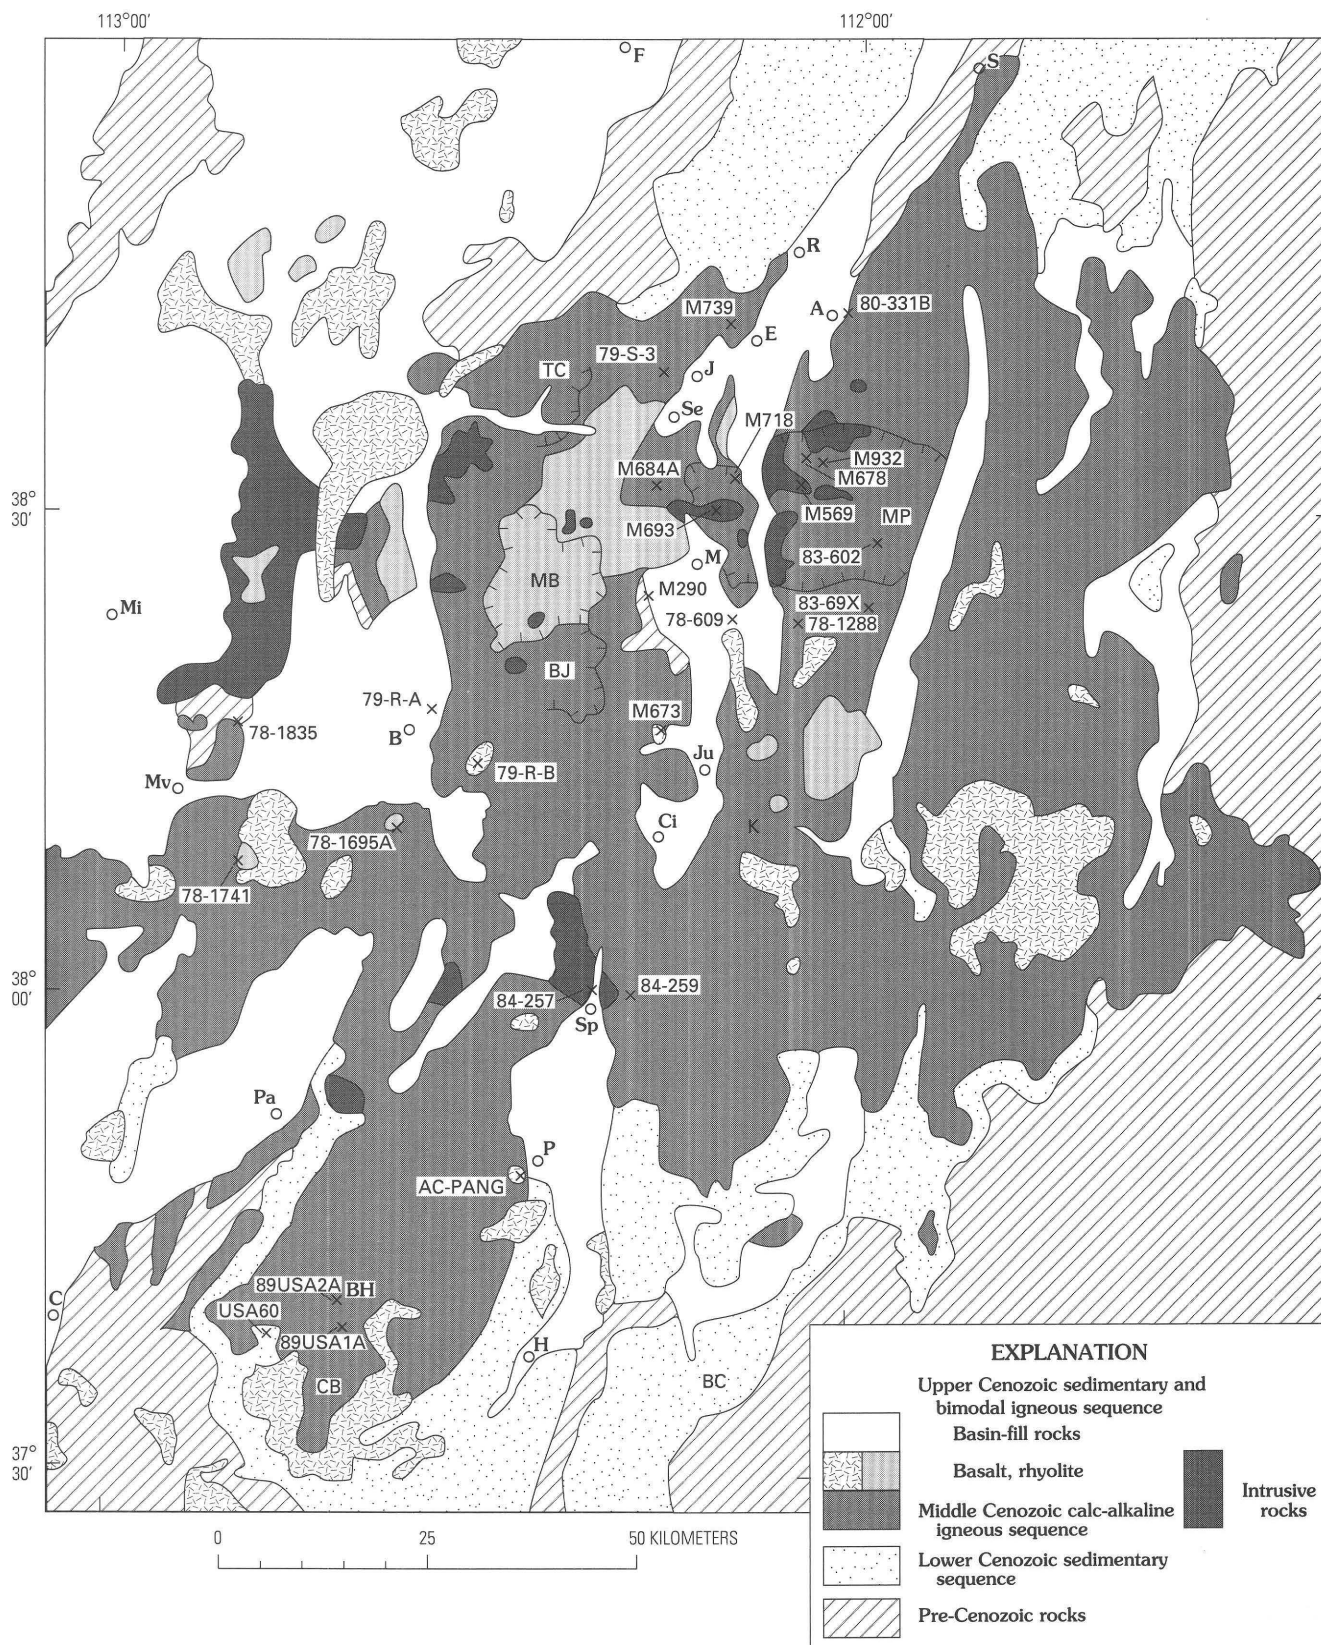 113°00'
112°00'
F
S
R
M739
A
80-331B
E
79-S-3
TC
J
Se
M718
M684A
M932
M678
38°
30'
M569
M693
MP
83-602
M
MB
M290
Mi
83-69X
78-609
78-1288
BJ
79-R-A
M673
78-1835
B
Ju
79-R-B
Mv
Ci
K
78-1695A
78-1741
38°
00'
84-259
84-257
Sp
Pa
P
AC-PANG
89USA2A
BH
C
USA60
89USA1A
H
CB
BC
37°
30'
EXPLANATION
Upper Cenozoic sedimentary and
bimodal igneous sequence
Basin-fill rocks
Basalt, rhyolite
Middle Cenozoic calc-alkaline
igneous sequence
Intrusive
rocks
Lower Cenozoic sedimentary
sequence
Pre-Cenozoic rocks
0 25 50 KILOMETERS